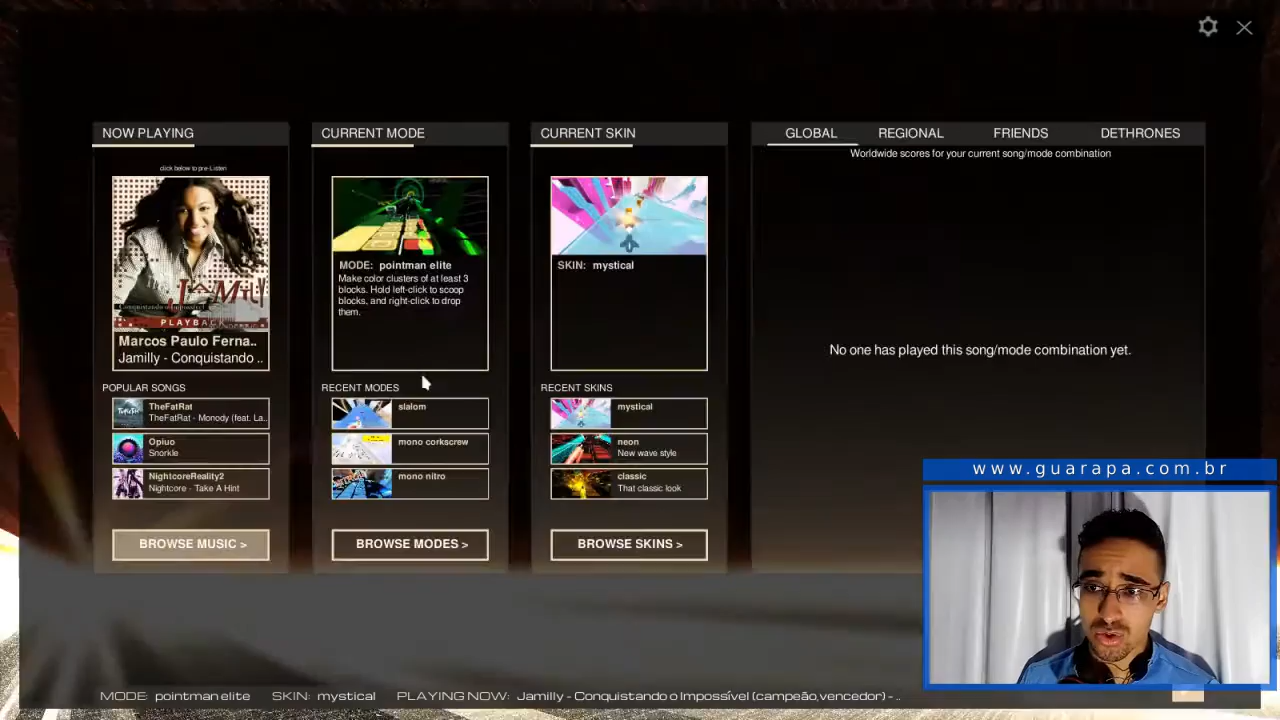 NOW PLAYING
click below to pre-Listen
JAMILY
PLAYBACK
Marcos Paulo Ferna..
Jamilly - Conquistando ..
POPULAR SONGS
TheFatRat
TheFatRat - Monody (feat. La..
Opiuo
Snorkle
NightcoreReality2
Nightcore - Take A Hint
BROWSE MUSIC >
CURRENT MODE
MODE: pointman elite
Make color clusters of at least 3
blocks. Hold left-click to scoop
blocks, and right-click to drop
them.
RECENT MODES
slalom
mono corkscrew
mono nitro
BROWSE MODES >
CURRENT SKIN
SKIN: mystical
RECENT SKINS
mystical
neon
New wave style
classic
That classic look
BROWSE SKINS >
GLOBAL REGIONAL FRIENDS DETHRONES
Worldwide scores for your current song/mode combination
No one has played this song/mode combination yet.
www.guarapa.com.br
MODE: pointman elite SKIN: mystical PLAYING NOW: Jamilly - Conquistando o Impossível (campeão,vencedor) - ..